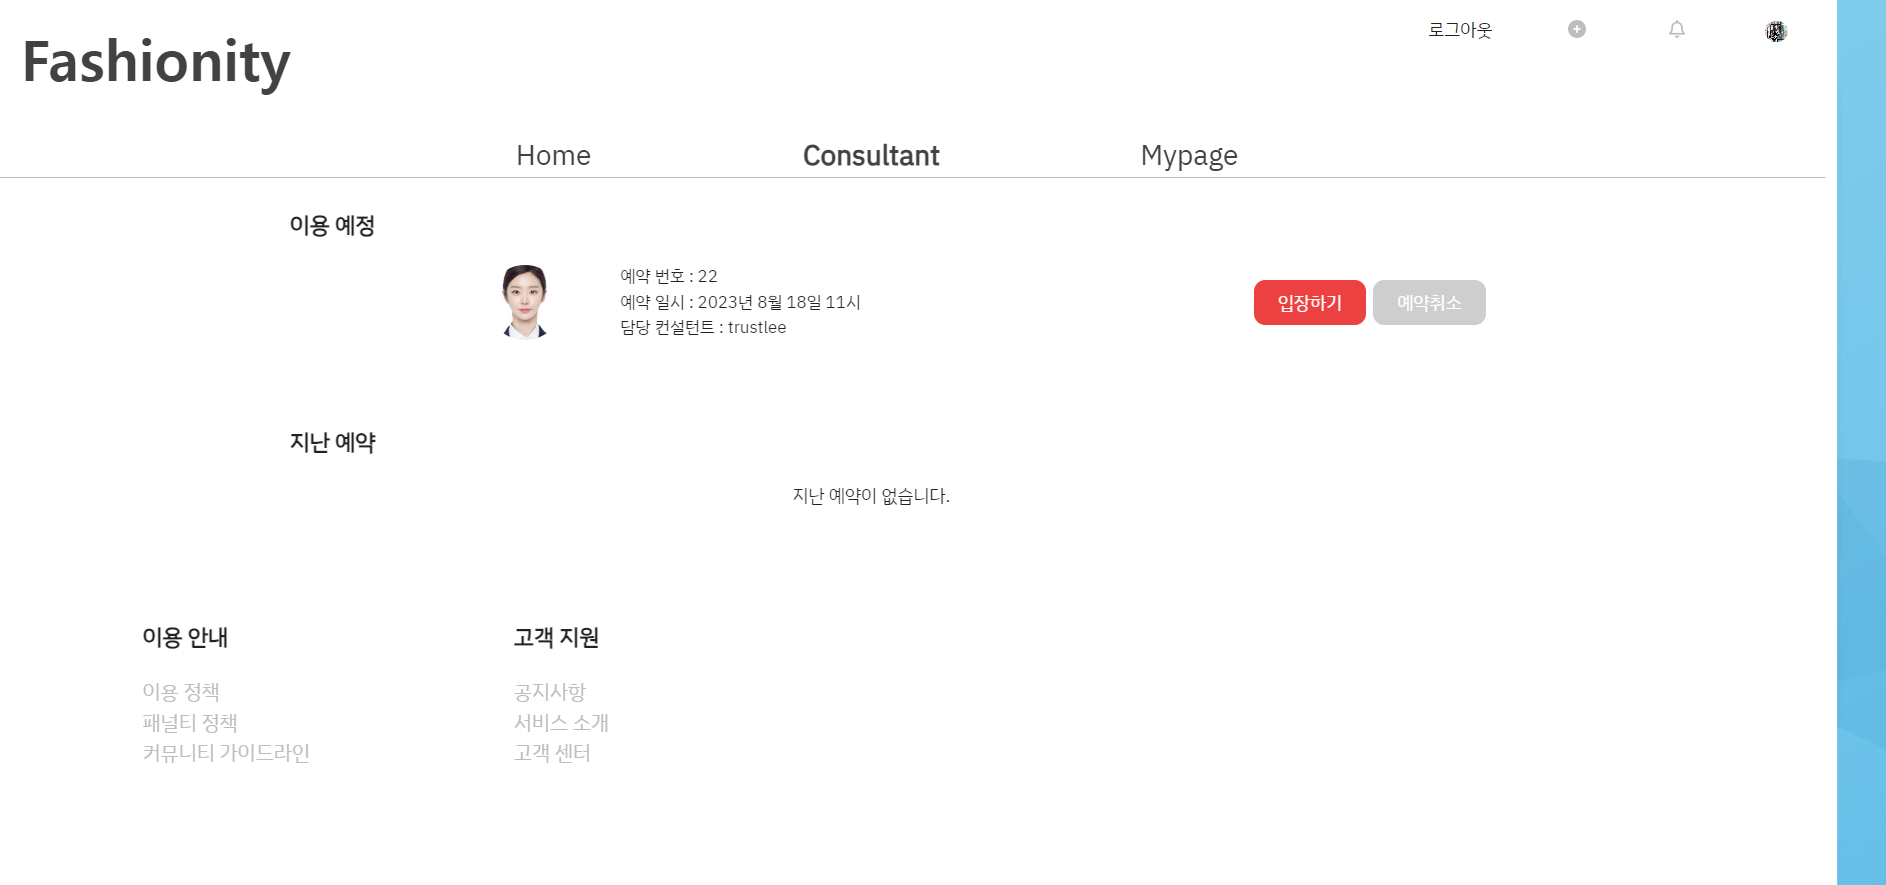 로그아웃
Fashionity
Home
Consultant
Mypage
이용 예정
예약 번호 : 22
예약 일시 : 2023년 8월 18일 11시
담당 컨설턴트 : trustlee
입장하기
예약취소
지난 예약
지난 예약이 없습니다.
이용 안내
이용 정책
패널티 정책
커뮤니티 가이드라인
고객 지원
공지사항
서비스 소개
고객 센터